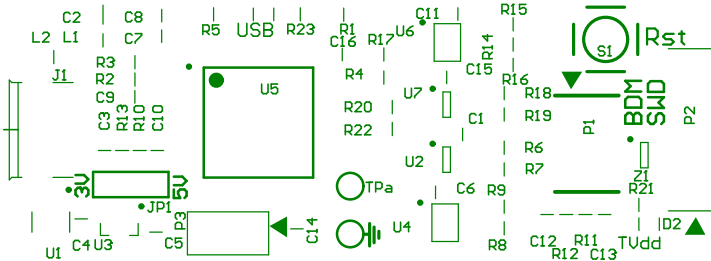 C2
C8
R5
USB
R23
R1
U6
C11
R15
Rst
L2
L1
C7
C16
R17
R14
S1
R3
J1
R2
C9
U5
R4
C15
R16
U7
R18
BDM
SWD
C3
R13
R10
C10
R20
R22
C1
R19
P1
P2
U2
R6
R7
Z1
3V
5V
JP1
TPa
C6
R9
R21
P3
C14
U4
D2
U1
C4
U3
C5
R8
C12
R12
R11
C13
TVDD